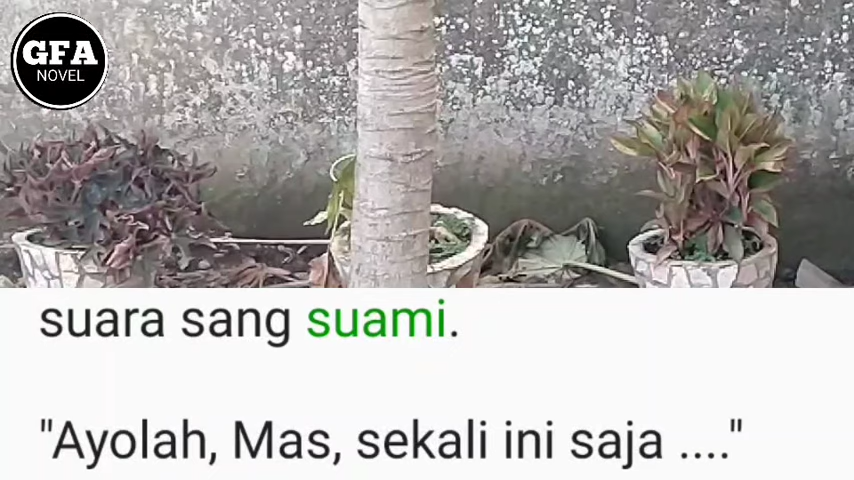 GFA
NOVEL
suara sang suami.
"Ayolah, Mas, sekali ini saja ...."